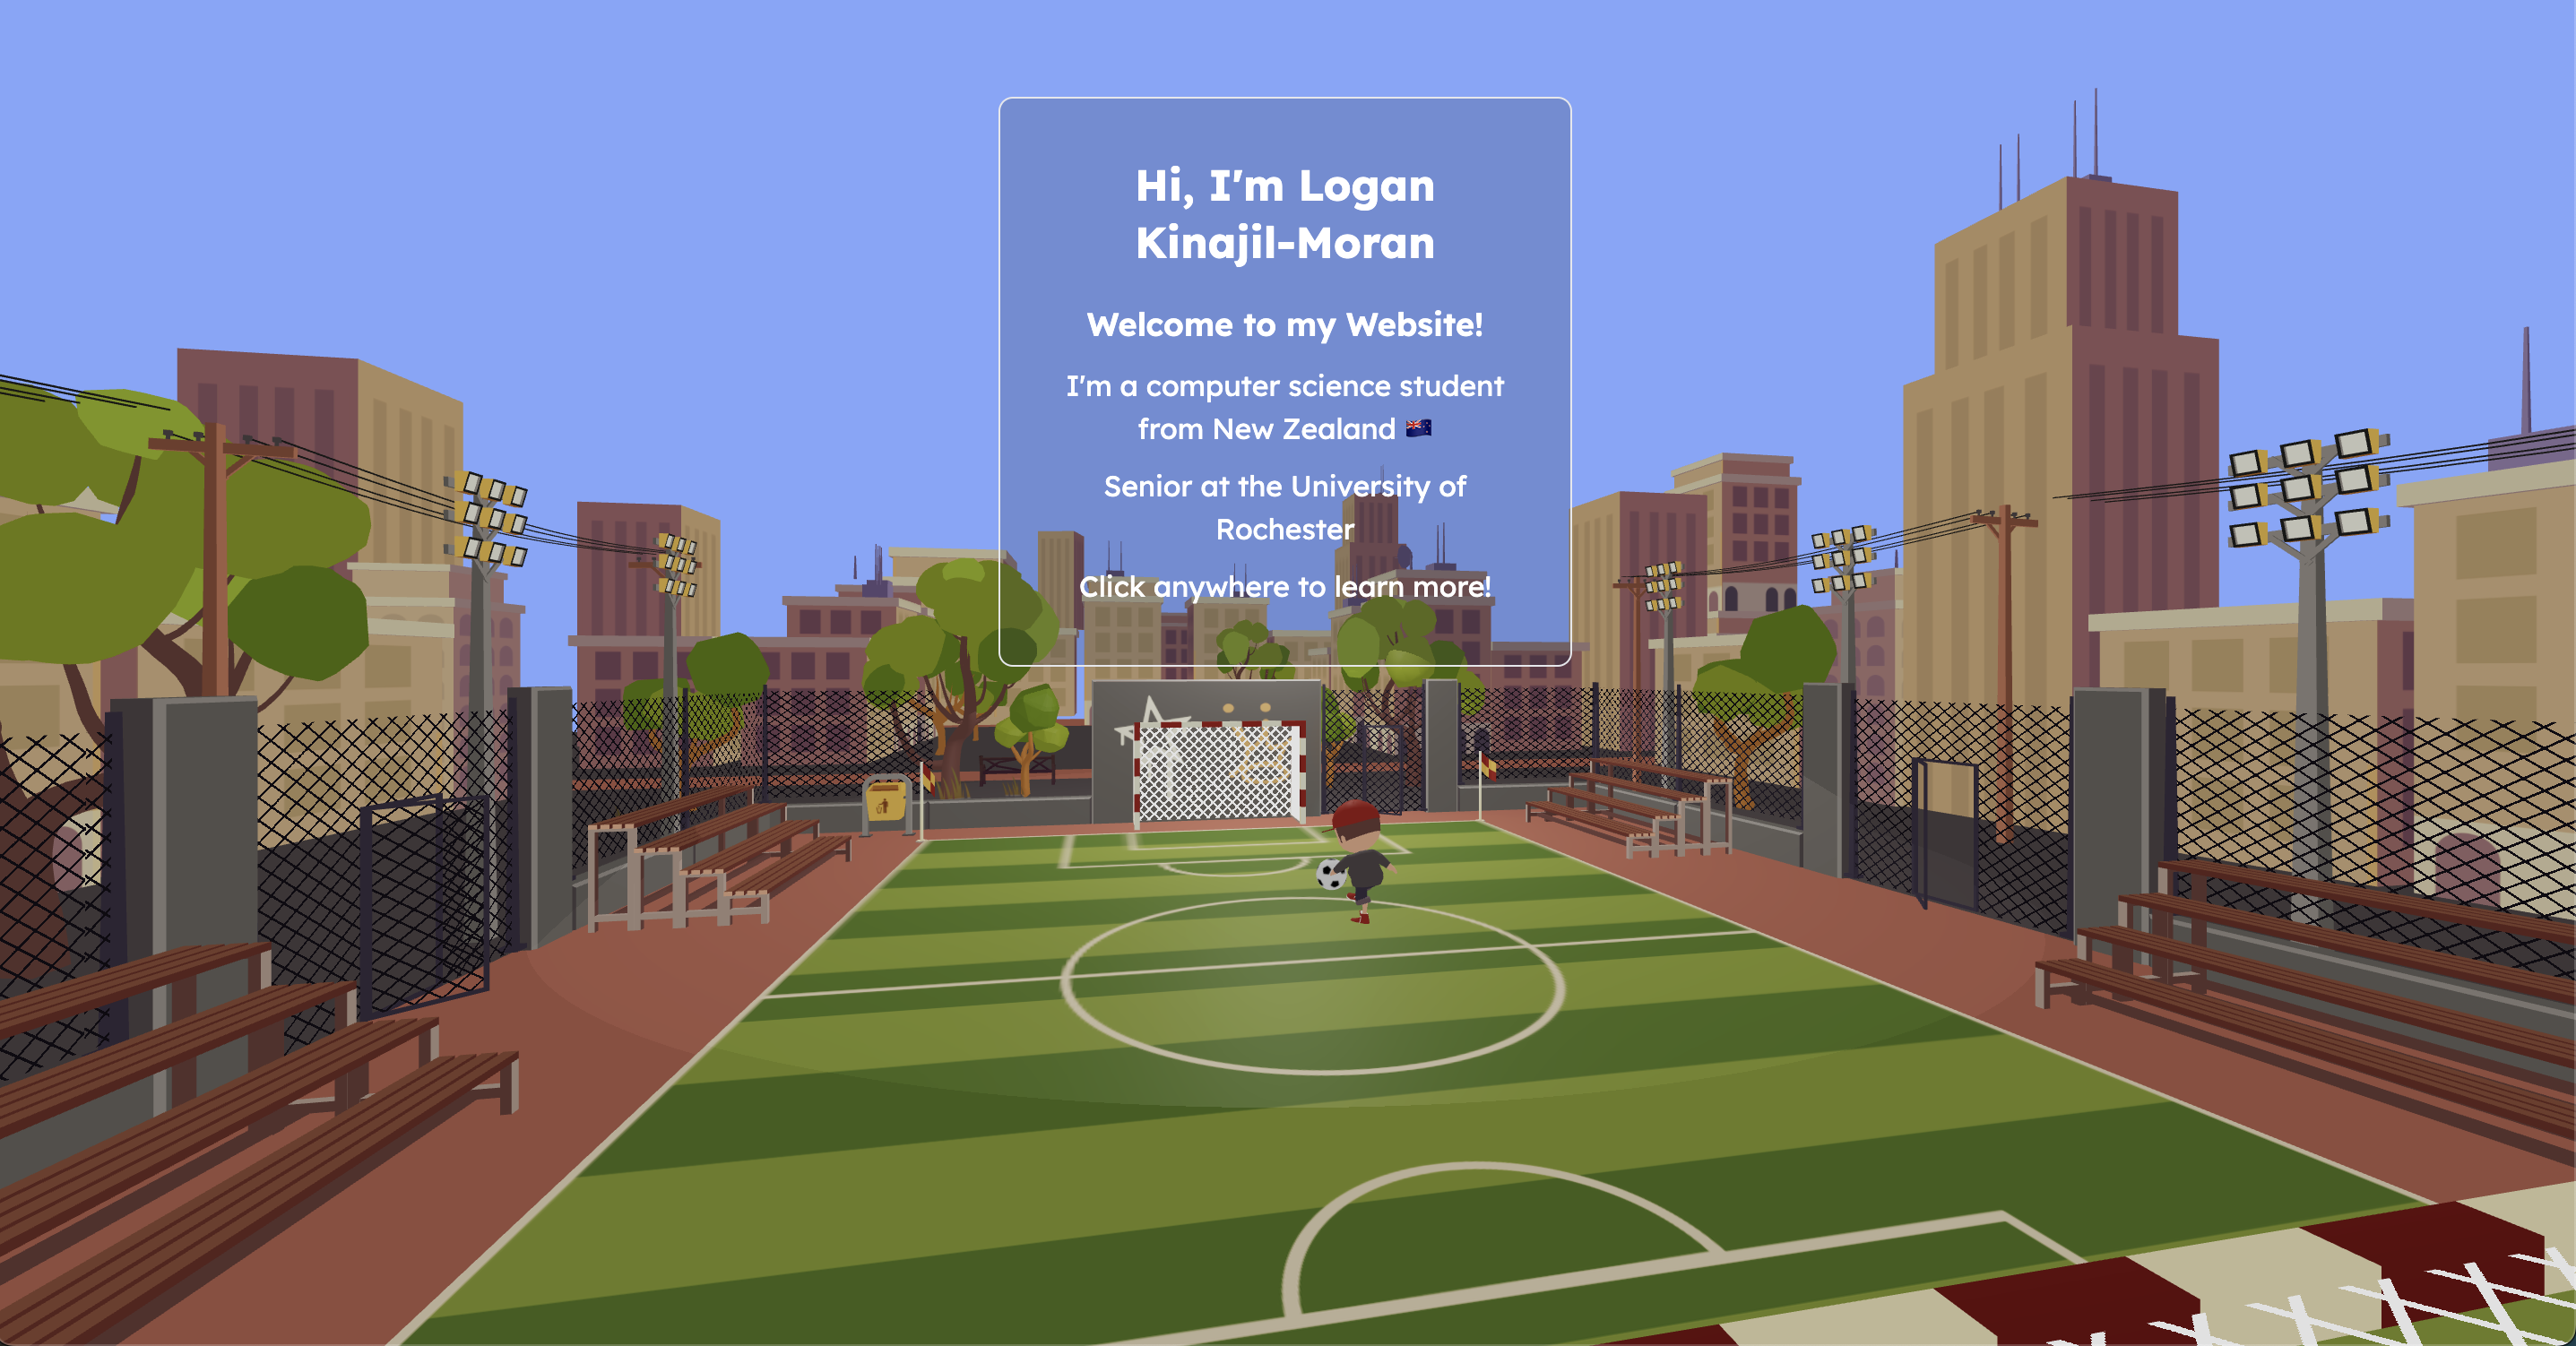 Hi, I'm Logan
Kinajil-Moran
Welcome to my Website!
I'm a computer science student
from New Zealand 🇳🇿
Senior at the University of
Rochester
Click anywhere to learn more!